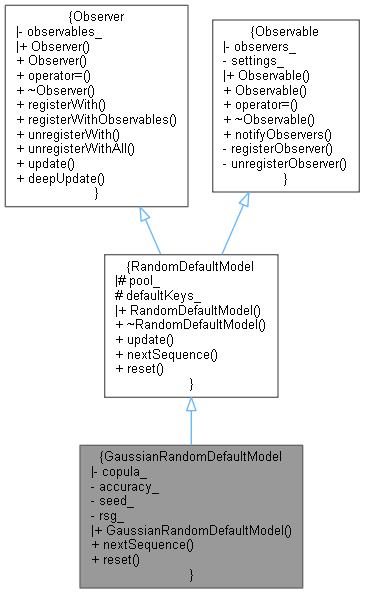 {Observer
|- observables_
|+ Observer()
+ Observer()
+ operator=()
+ ~Observer()
+ registerWith()
+ registerWithObservables()
+ unregisterWith()
+ unregisterWithAll()
+ update()
+ deepUpdate()
}
{Observable
|- observers_
- settings_
|+ Observable()
+ Observable()
+ operator=()
+ ~Observable()
+ notifyObservers()
- registerObserver()
- unregisterObserver()
}
{RandomDefaultModel
|# pool_
# defaultKeys_
|+ RandomDefaultModel()
+ ~RandomDefaultModel()
+ update()
+ nextSequence()
+ reset()
}
{GaussianRandomDefaultModel
|- copula_
- accuracy_
- seed_
- rsg_
|+ GaussianRandomDefaultModel()
+ nextSequence()
+ reset()
}